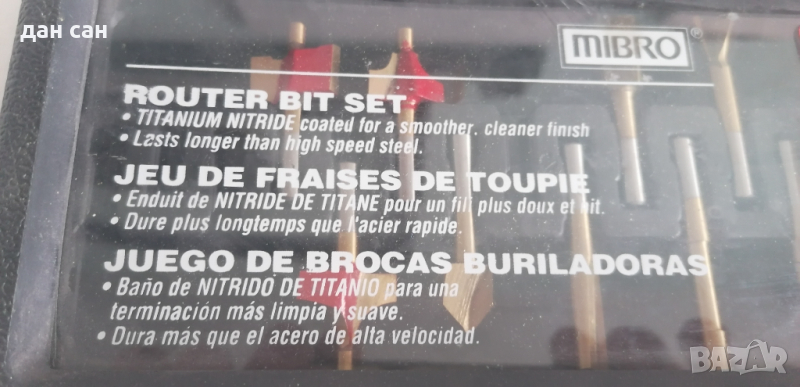 дан сан
MIBRO®
ROUTER BIT SET
• TITANIUM NITRIDE coated for a smoother, cleaner finish
• Lasts longer than high speed steel.
JEU DE FRAISES DE TOUPIE
• Enduit de NITRIDE DE TITANE pour un fili plus doux et nit.
• Dure plus longtemps que l'acier rapide.
JUEGO DE BROCAS BURILADORAS
• Baño de NITRIDO DE TITANIO para una
terminación más limpia y suave.
• Dura más que el acero de alta velocidad.
BAZAR